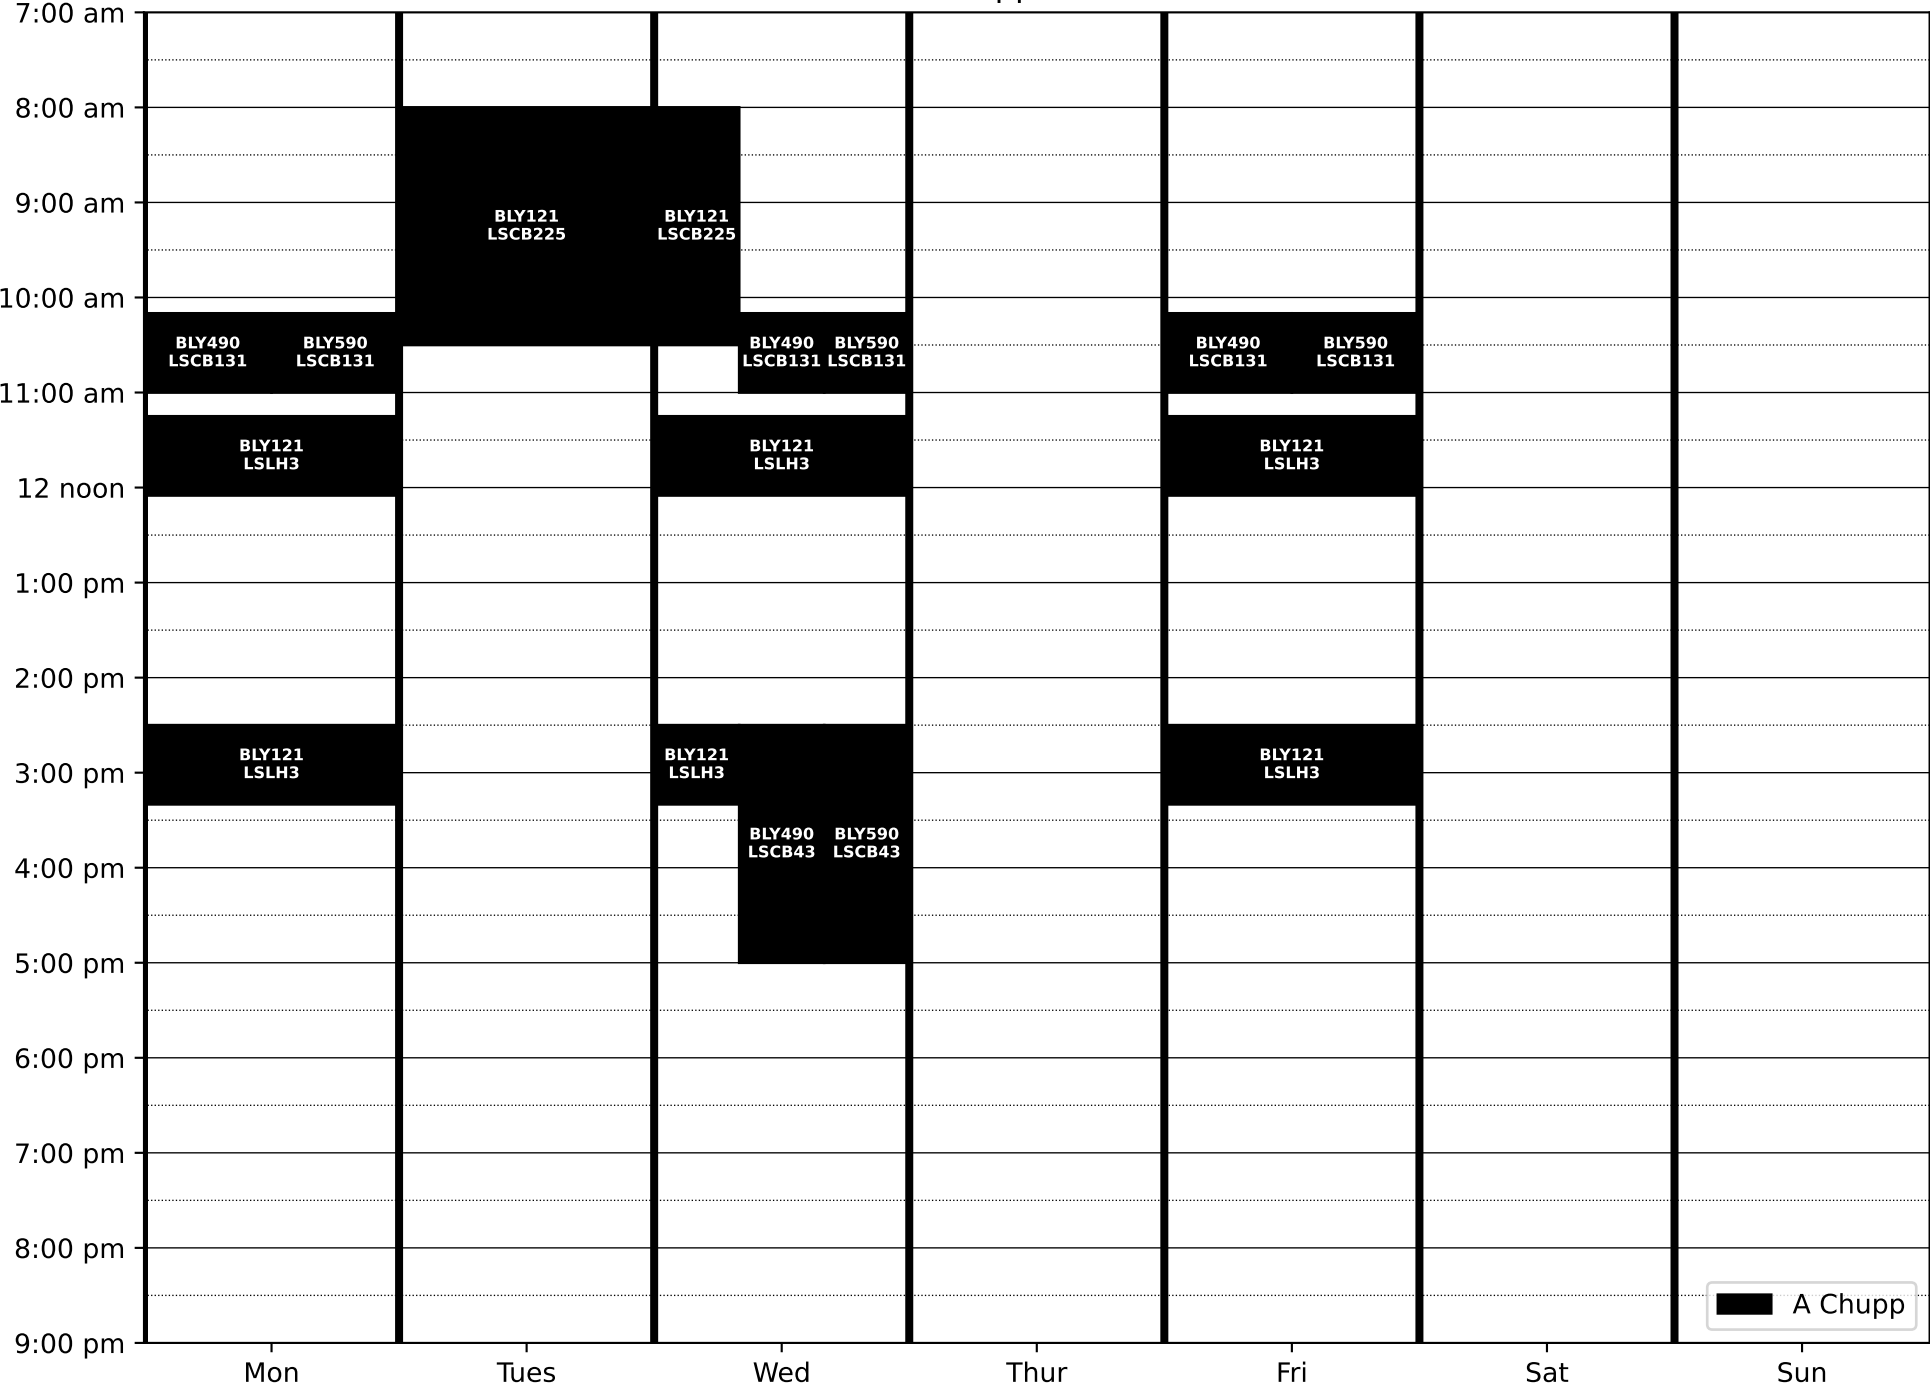 7:00 am
8:00 am
9:00 am
10:00 am
11:00 am
12 noon
1:00 pm
2:00 pm
3:00 pm
4:00 pm
5:00 pm
6:00 pm
7:00 pm
8:00 pm
9:00 pm
BLY121
LSCB225
BLY121
LSCB225
BLY490
LSCB131
BLY590
LSCB131
BLY490
LSCB131
BLY590
LSCB131
BLY490
LSCB131
BLY590
LSCB131
BLY121
LSLH3
BLY121
LSLH3
BLY121
LSLH3
BLY121
LSLH3
BLY121
LSLH3
BLY121
LSLH3
BLY490
LSCB43
BLY590
LSCB43
A Chupp
Mon
Tues
Wed
Thur
Fri
Sat
Sun